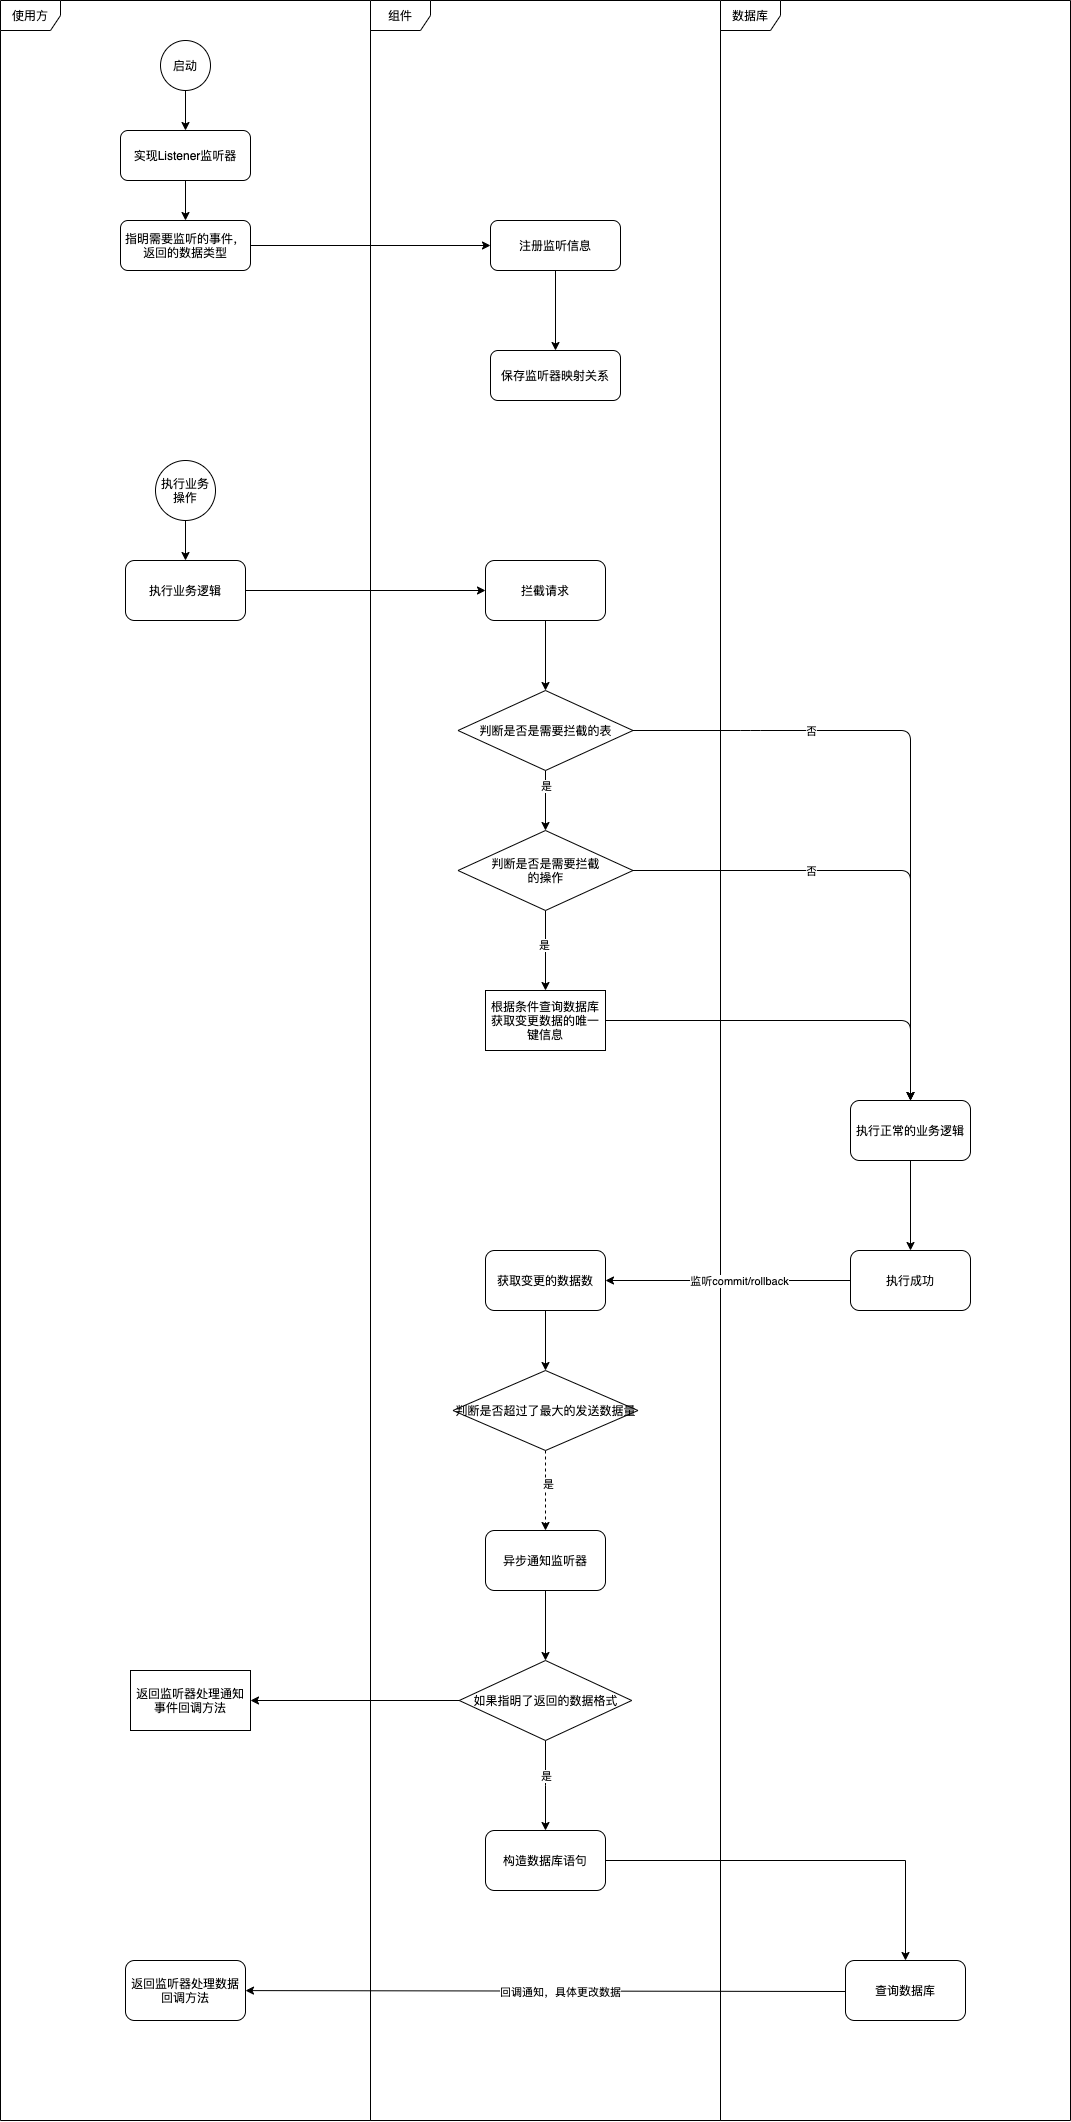 使用方
组件
数据库
启动
实现Listener监听器
指明需要监听的事件，
返回的数据类型
注册监听信息
保存监听器映射关系
执行业务
操作
执行业务逻辑
拦截请求
判断是否是需要拦截的表
否
是
判断是否是需要拦截
的操作
否
是
根据条件查询数据库
获取变更数据的唯一
键信息
执行正常的业务逻辑
获取变更的数据数
监听commit/rollback
执行成功
判断是否超过了最大的发送数据量
是
异步通知监听器
返回监听器处理通知
事件回调方法
如果指明了返回的数据格式
是
构造数据库语句
返回监听器处理数据
回调方法
回调通知，具体更改数据
查询数据库